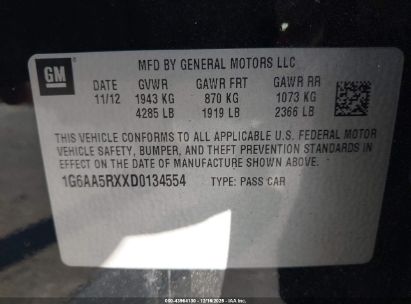 GM
MFD BY GENERAL MOTORS LLC
DATE GVWR GAWR FRT GAWR RR
11/12 1943 KG 870 KG 1073 KG
4285 LB 1919 LB 2366 LB
THIS VEHICLE CONFORMS TO ALL APPLICABLE U.S. FEDERAL MOTOR
VEHICLE SAFETY, BUMPER, AND THEFT PREVENTION STANDARDS
IN EFFECT ON THE DATE OF MANUFACTURE SHOWN ABOVE.
1G6AA5RXXD0134554 TYPE: PASS CAR